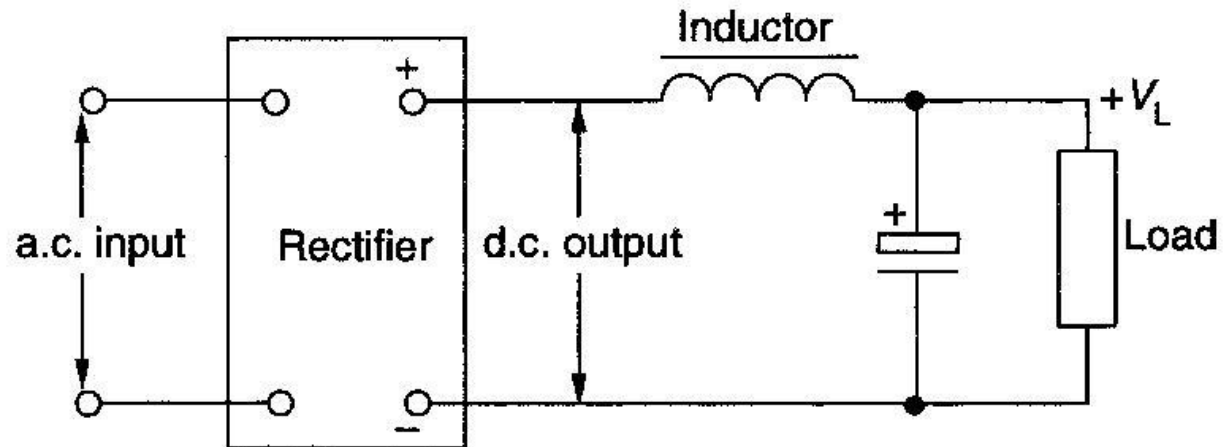 Inductor
+
+ V_L
a.c. input
Rectifier
d.c. output
+
Load
−